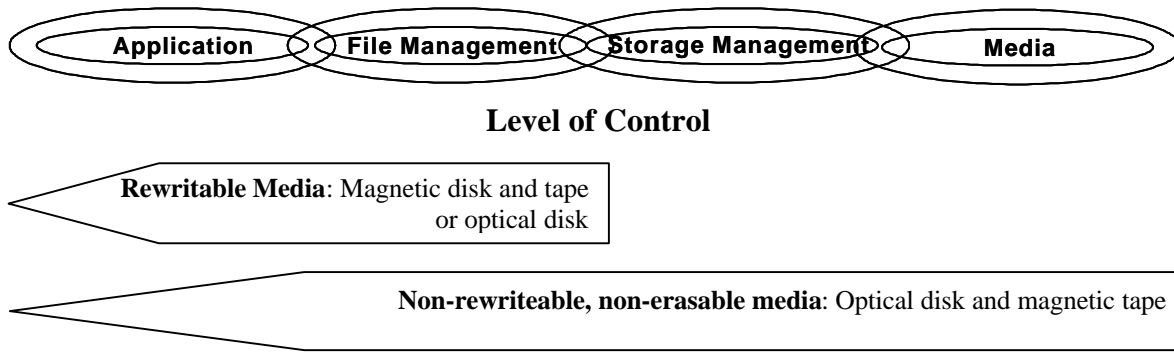 Application File Management Storage Management Media
Level of Control
Rewritable Media: Magnetic disk and tape
or optical disk
Non-rewriteable, non-erasable media: Optical disk and magnetic tape